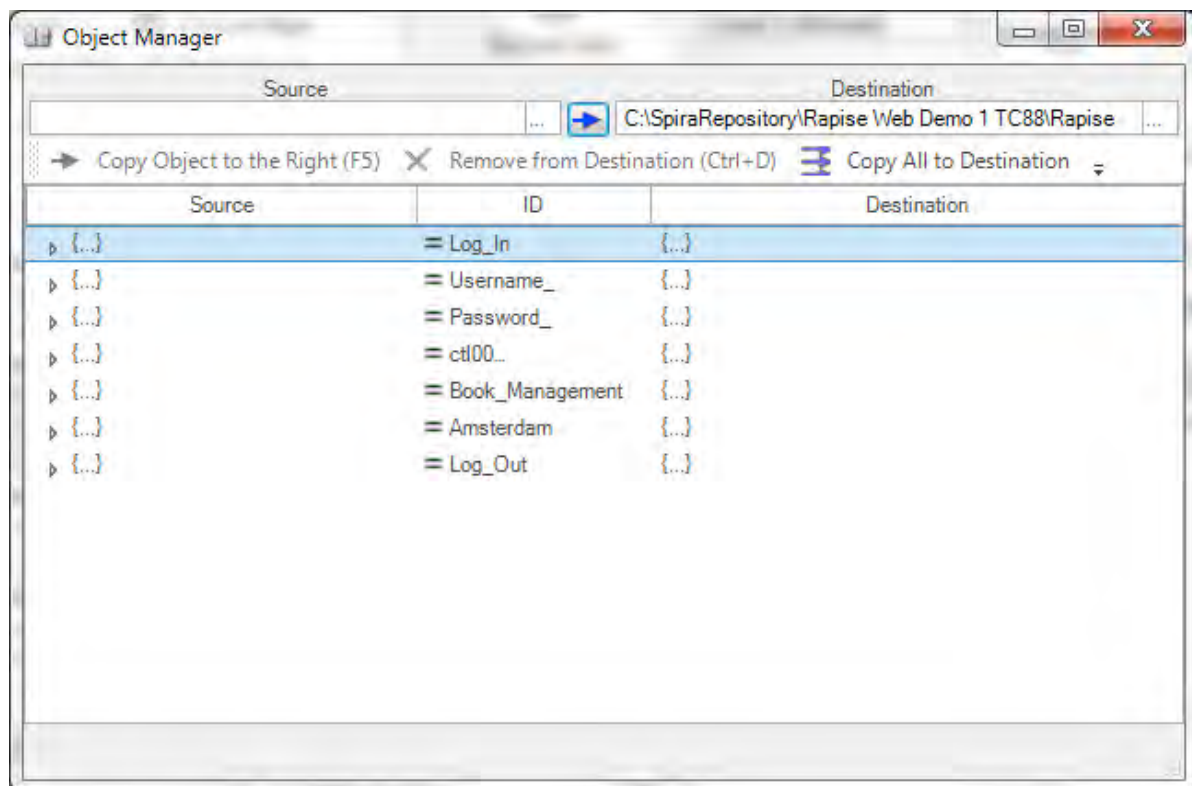 Object Manager
Source Destination
... C:\SpiraRepository\Rapise Web Demo 1 TC88\Rapise ...
Copy Object to the Right (F5) Remove from Destination (Ctrl+D) Copy All to Destination
Source ID Destination
{...} = Log_In {...}
{...} = Username_ {...}
{...} = Password_ {...}
{...} = ctl00... {...}
{...} = Book_Management {...}
{...} = Amsterdam {...}
{...} = Log_Out {...}